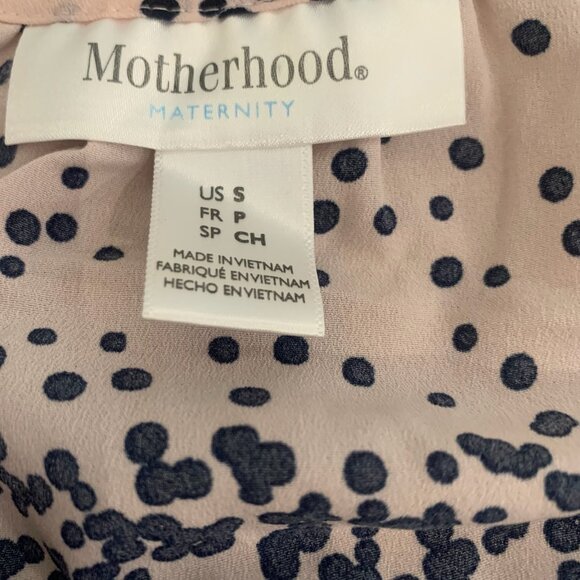 Motherhood®
MATERNITY
US S
FR P
SP CH
MADE IN VIETNAM
FABRIQUÉ EN VIETNAM
HECHO EN VIETNAM